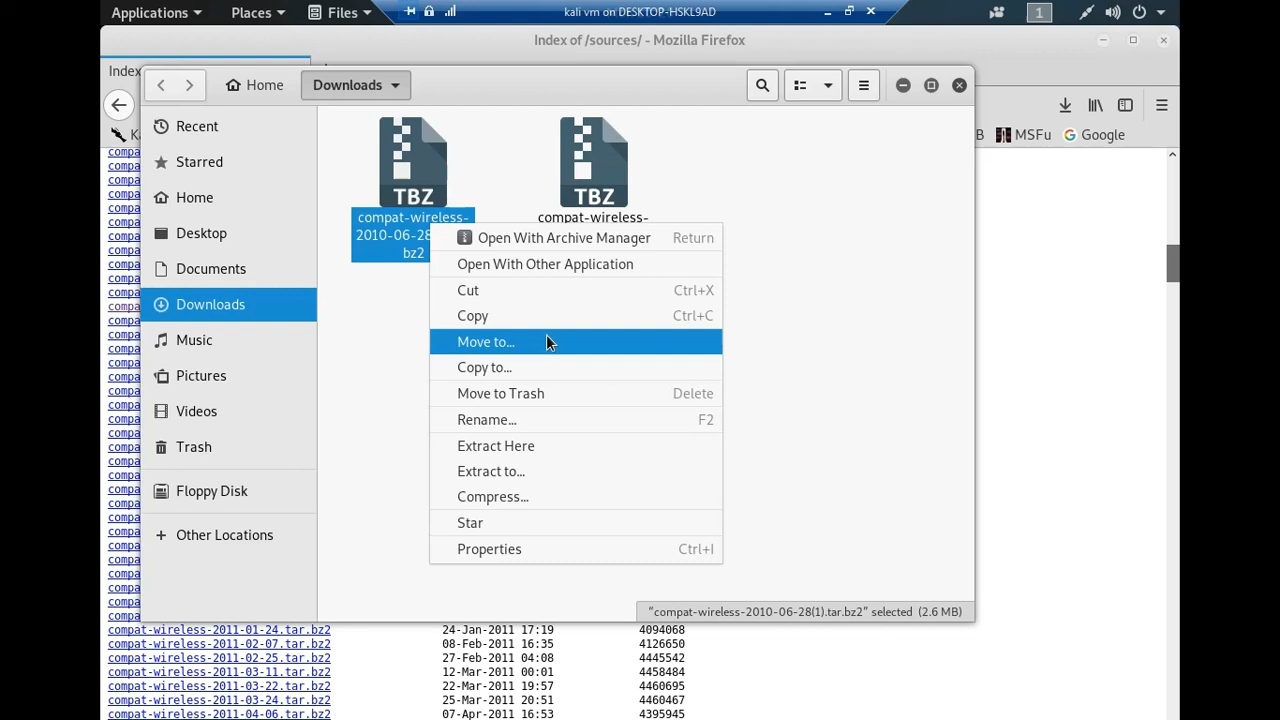 Applications Places Files kali vm on DESKTOP-HSKL9AD 1
Index of /sources/ - Mozilla Firefox
Index
Home Downloads
MSFu Google
Recent
Starred
Home
Desktop
Documents
Downloads
Music
Pictures
Videos
Trash
Floppy Disk
Other Locations
TBZ
compat-wireless-
2010-06-28
bz2
TBZ
compat-wireless-
Open With Archive Manager Return
Open With Other Application
Cut Ctrl+X
Copy Ctrl+C
Move to...
Copy to...
Move to Trash Delete
Rename... F2
Extract Here
Extract to...
Compress...
Star
Properties Ctrl+I
"compat-wireless-2010-06-28(1).tar.bz2" selected (2.6 MB)
compat-wireless-2011-01-24.tar.bz2 24-Jan-2011 17:19 4094068
compat-wireless-2011-02-07.tar.bz2 08-Feb-2011 16:35 4126650
compat-wireless-2011-02-25.tar.bz2 27-Feb-2011 04:08 4445542
compat-wireless-2011-03-11.tar.bz2 12-Mar-2011 00:01 4458484
compat-wireless-2011-03-22.tar.bz2 22-Mar-2011 19:57 4460695
compat-wireless-2011-03-24.tar.bz2 25-Mar-2011 20:51 4460467
compat-wireless-2011-04-06.tar.bz2 07-Apr-2011 16:53 4395945